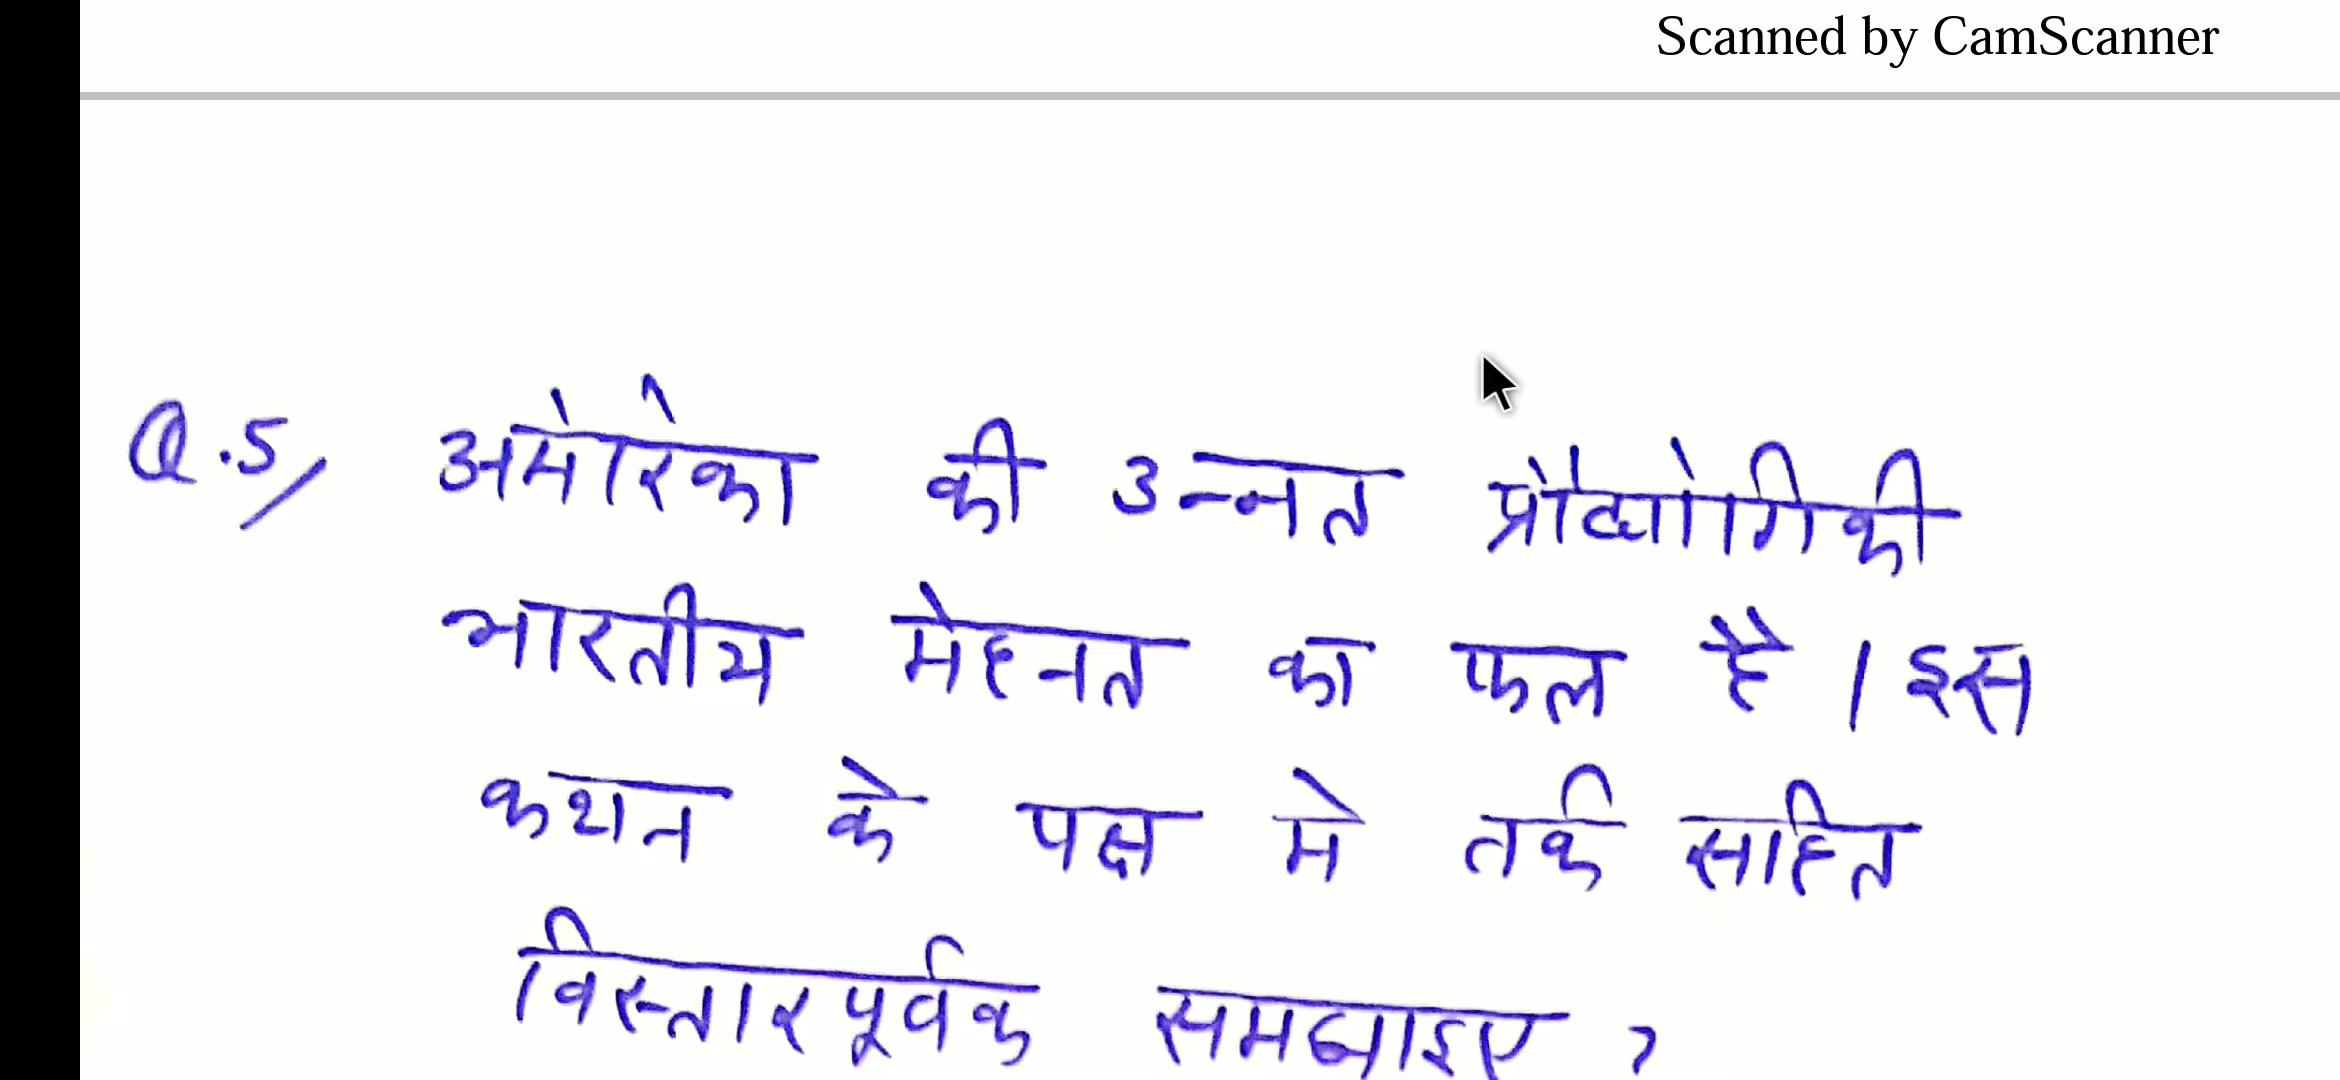 Scanned by CamScanner
Q.5, अमेरिका की उन्नत प्रौद्योगिकी
भारतीय मेहनत का फल है । इस
कथन के पक्ष मे तर्क सहित
विस्तारपूर्वक समझाइए ,